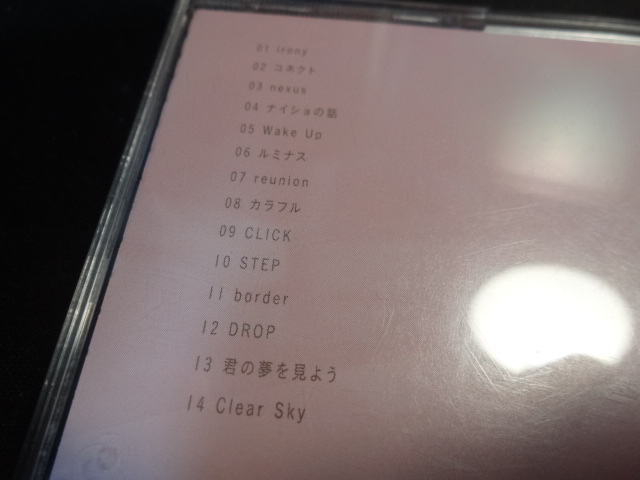 01 irony
02 コネクト
03 nexus
04 ナイショの話
05 Wake Up
06 ルミナス
07 reunion
08 カラフル
09 CLICK
10 STEP
11 border
12 DROP
13 君の夢を見よう
14 Clear Sky